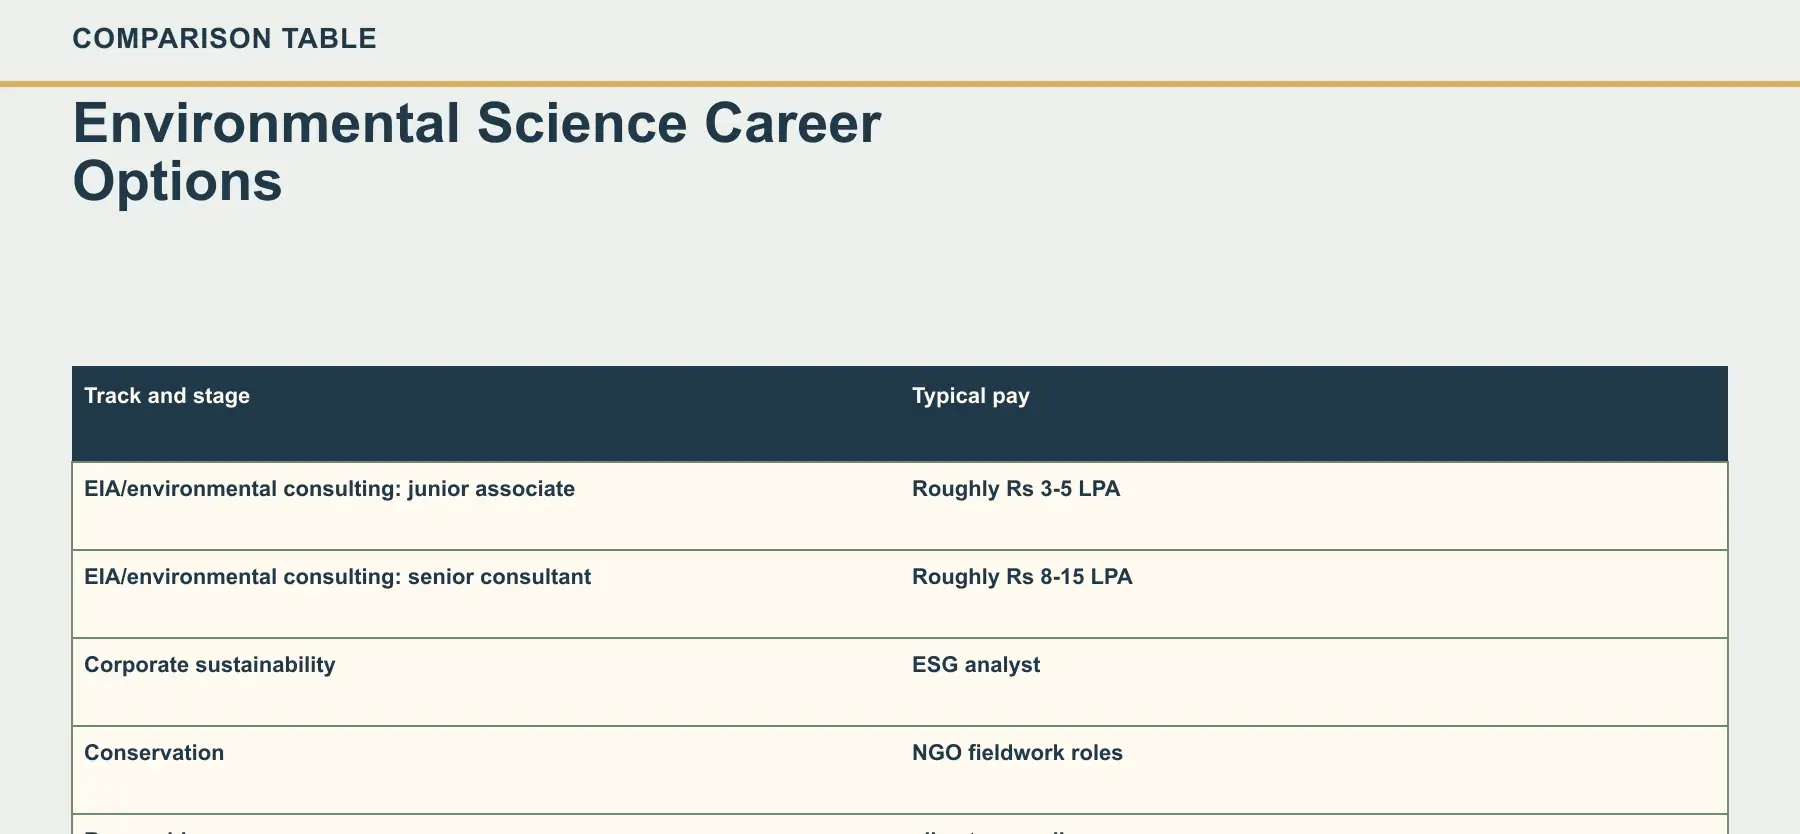 COMPARISON TABLE
Environmental Science Career
Options
Track and stage Typical pay
EIA/environmental consulting: junior associate Roughly Rs 3-5 LPA
EIA/environmental consulting: senior consultant Roughly Rs 8-15 LPA
Corporate sustainability ESG analyst
Conservation NGO fieldwork roles